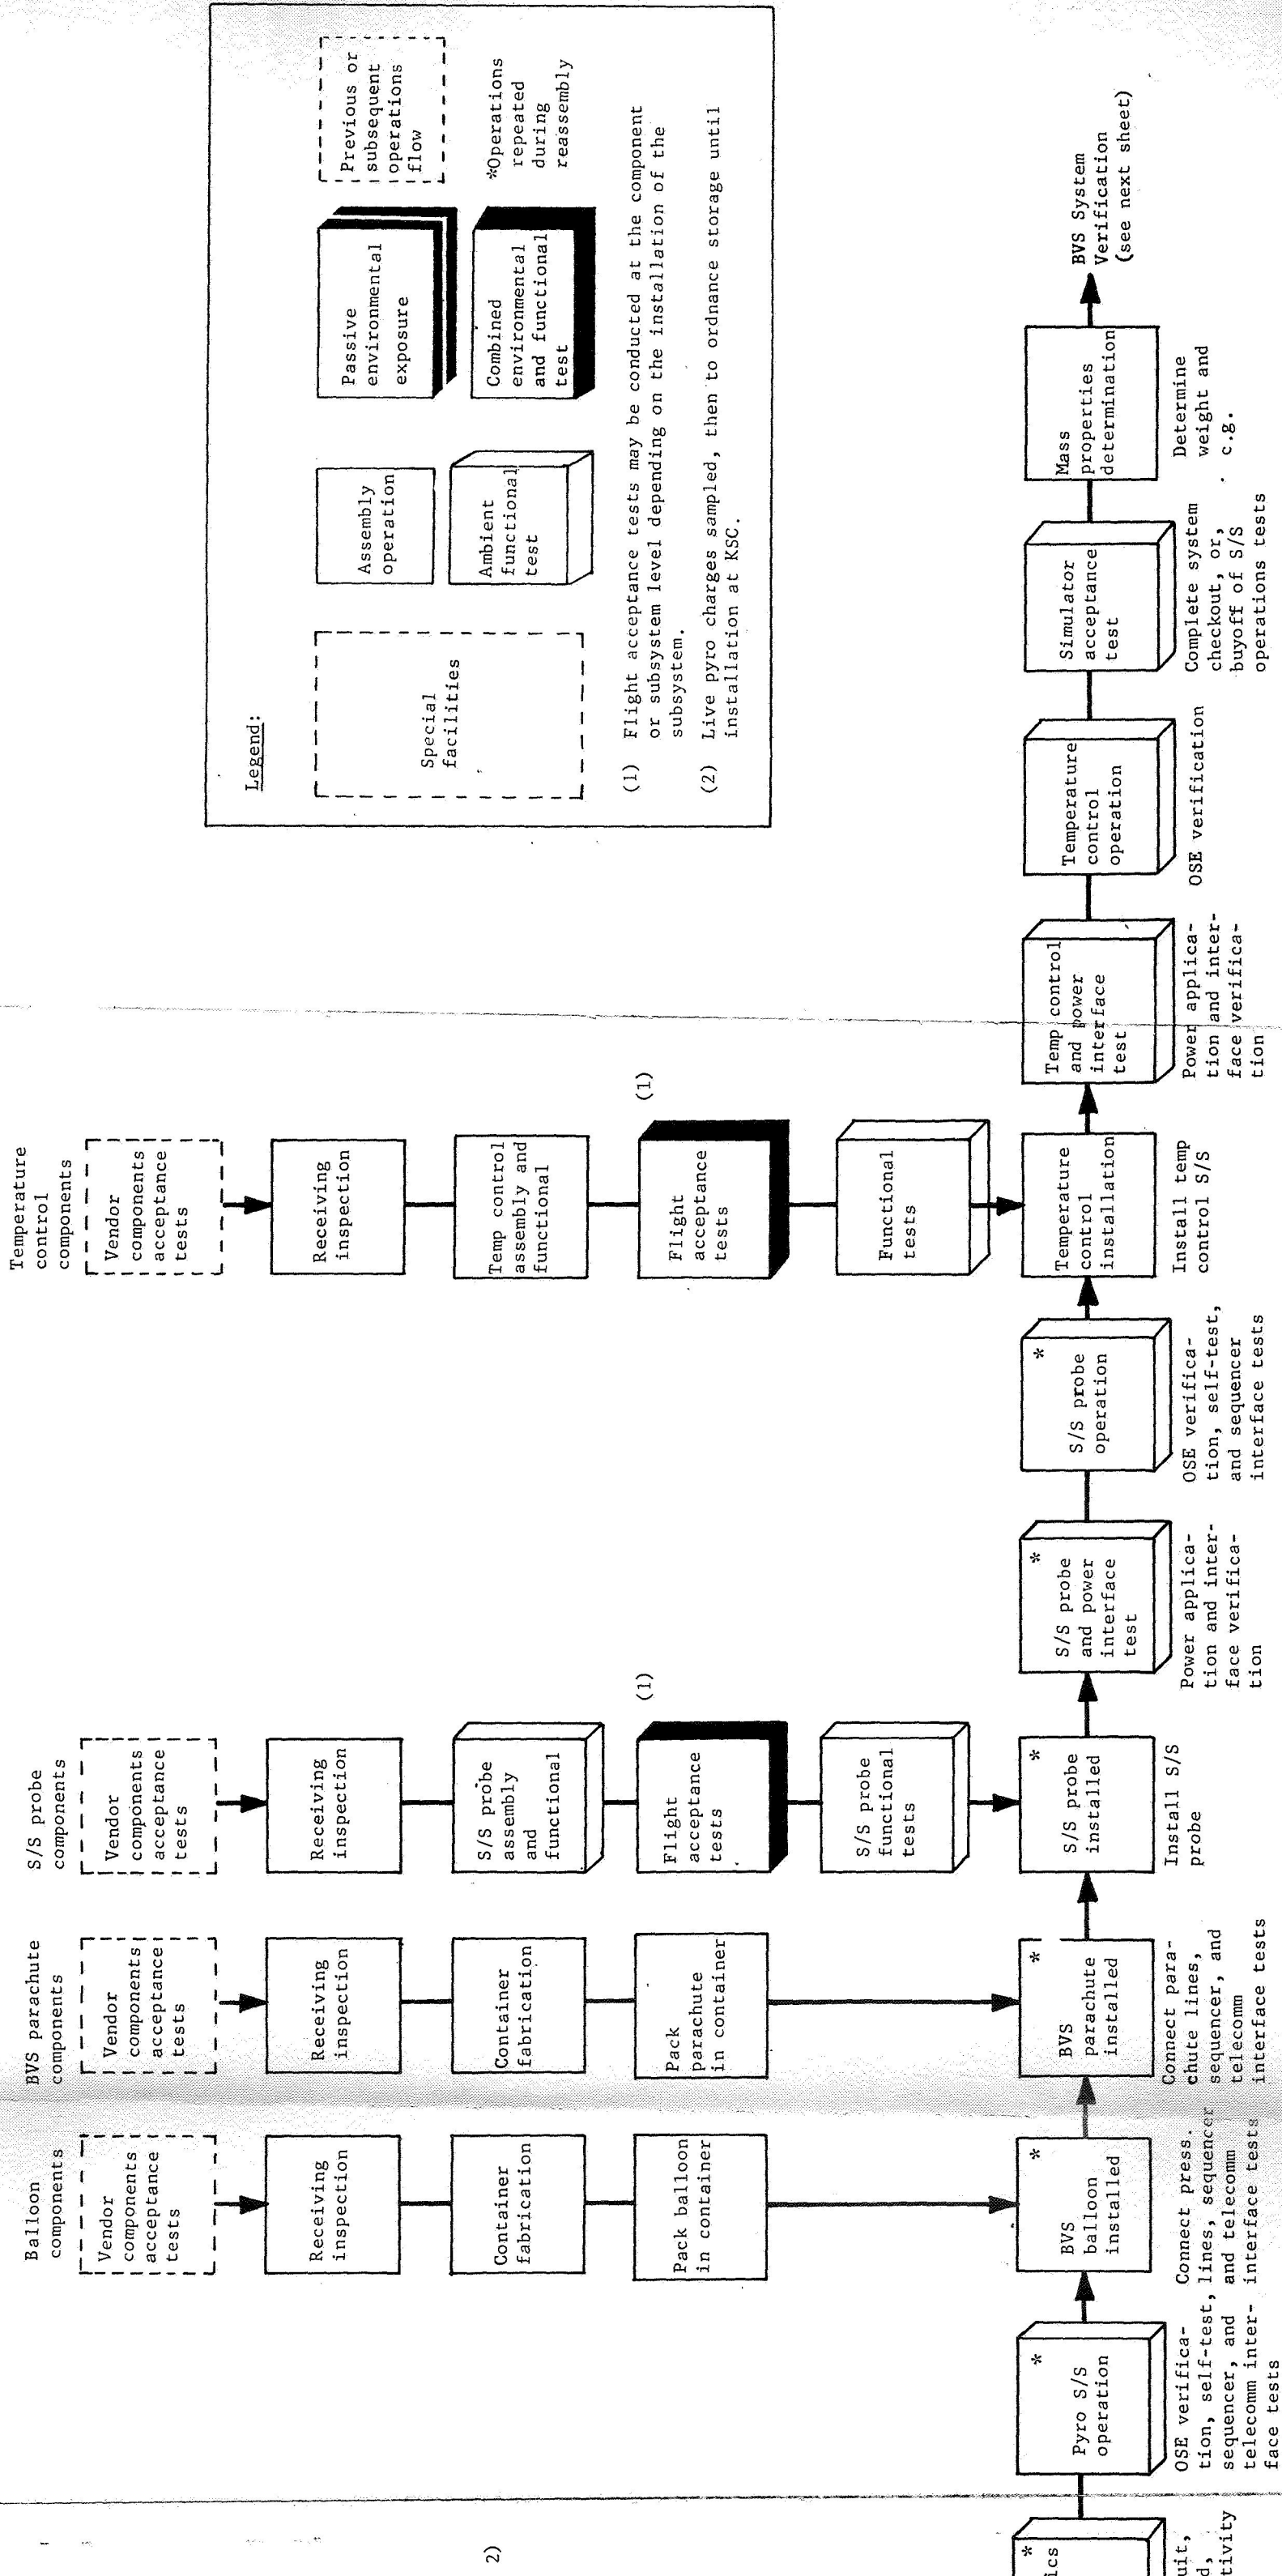 Balloon
components
Vendor
components
acceptance
tests
Receiving
inspection
Container
fabrication
Pack balloon
in container
BVS parachute
components
Vendor
components
acceptance
tests
Receiving
inspection
Container
fabrication
Pack
parachute
in container
S/S probe
components
Vendor
components
acceptance
tests
Receiving
inspection
S/S probe
assembly
and
functional
(1)
Flight
acceptance
tests
S/S probe
functional
tests
Temperature
control
components
Vendor
components
acceptance
tests
Receiving
inspection
Temp control
assembly and
functional
(1)
Flight
acceptance
tests
Functional
tests
Legend:
Special
facilities
Assembly
operation
Ambient
functional
test
Passive
environmental
exposure
Combined
environmental
and functional
test
Previous or
subsequent
operations
flow
*Operations
repeated
during
reassembly
(1) Flight acceptance tests may be conducted at the component
or subsystem level depending on the installation of the
subsystem.
(2) Live pyro charges sampled, then to ordnance storage until
installation at KSC.
2)
*
ics
uit,
d,
tivity
*
Pyro S/S
operation
OSE verifica-
tion, self-test,
sequencer, and
telecomm inter-
face tests
*
BVS
balloon
installed
Connect press.
lines, sequencer
and telecomm
interface tests
*
BVS
parachute
installed
Connect para-
chute lines,
sequencer, and
telecomm
interface tests
*
S/S probe
installed
Install S/S
probe
*
S/S probe
and power
interface
test
Power applica-
tion and inter-
face verifica-
tion
*
S/S probe
operation
OSE verifica-
tion, self-test,
and sequencer
interface tests
Temperature
control
installation
Install temp
control S/S
Temp control
and power
interface
test
Power applica-
tion and inter-
face verifica-
tion
Temperature
control
operation
OSE verification
Simulator
acceptance
test
Complete system
checkout, or,
buyoff of S/S
operations tests
Mass
properties
determination
Determine
weight and
c.g.
BVS System
Verification
(see next sheet)